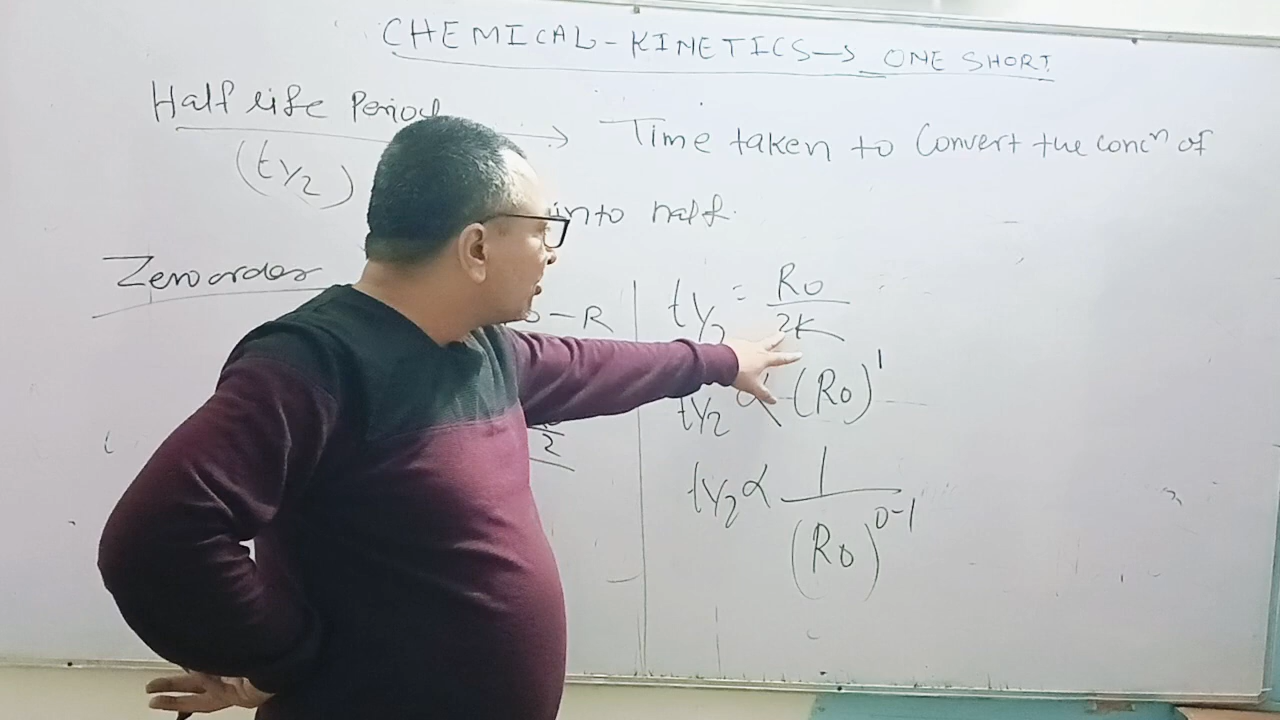 CHEMICAL-KINETICS→ ONE SHORT
Half life Period → Time taken to Convert the concⁿ of
(t1/2)
into half.
Zero order
- R
t1/2 = R0/2K
t1/2 ∝ (R0)¹
t1/2 ∝ 1/(R0)⁰⁻¹
2